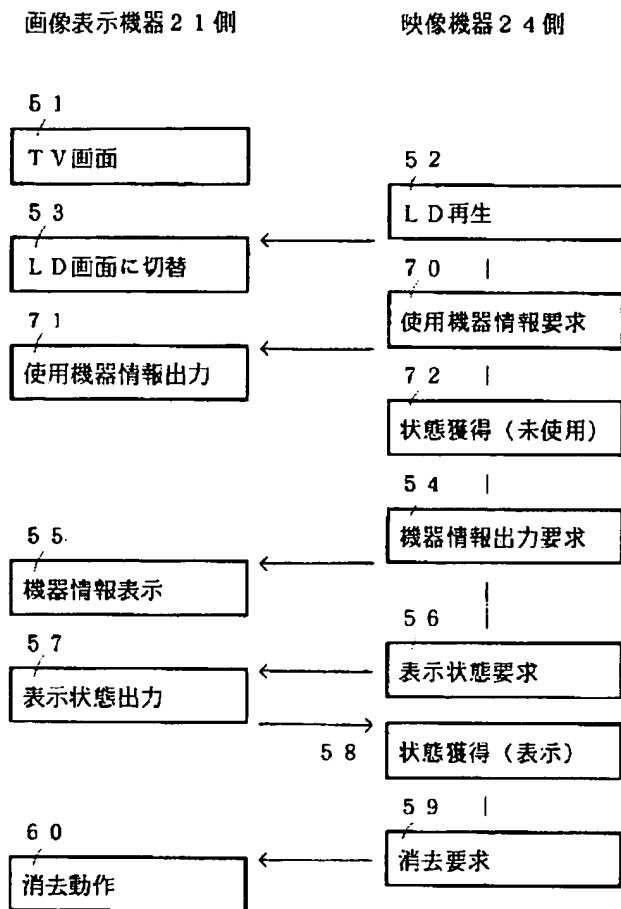 画像表示機器21側
映像機器24側
51
TV画面
52
LD再生
53
LD画面に切替
70
使用機器情報要求
71
使用機器情報出力
72
状態獲得(未使用)
54
機器情報出力要求
55
機器情報表示
56
表示状態要求
57
表示状態出力
58
状態獲得(表示)
59
消去要求
60
消去動作